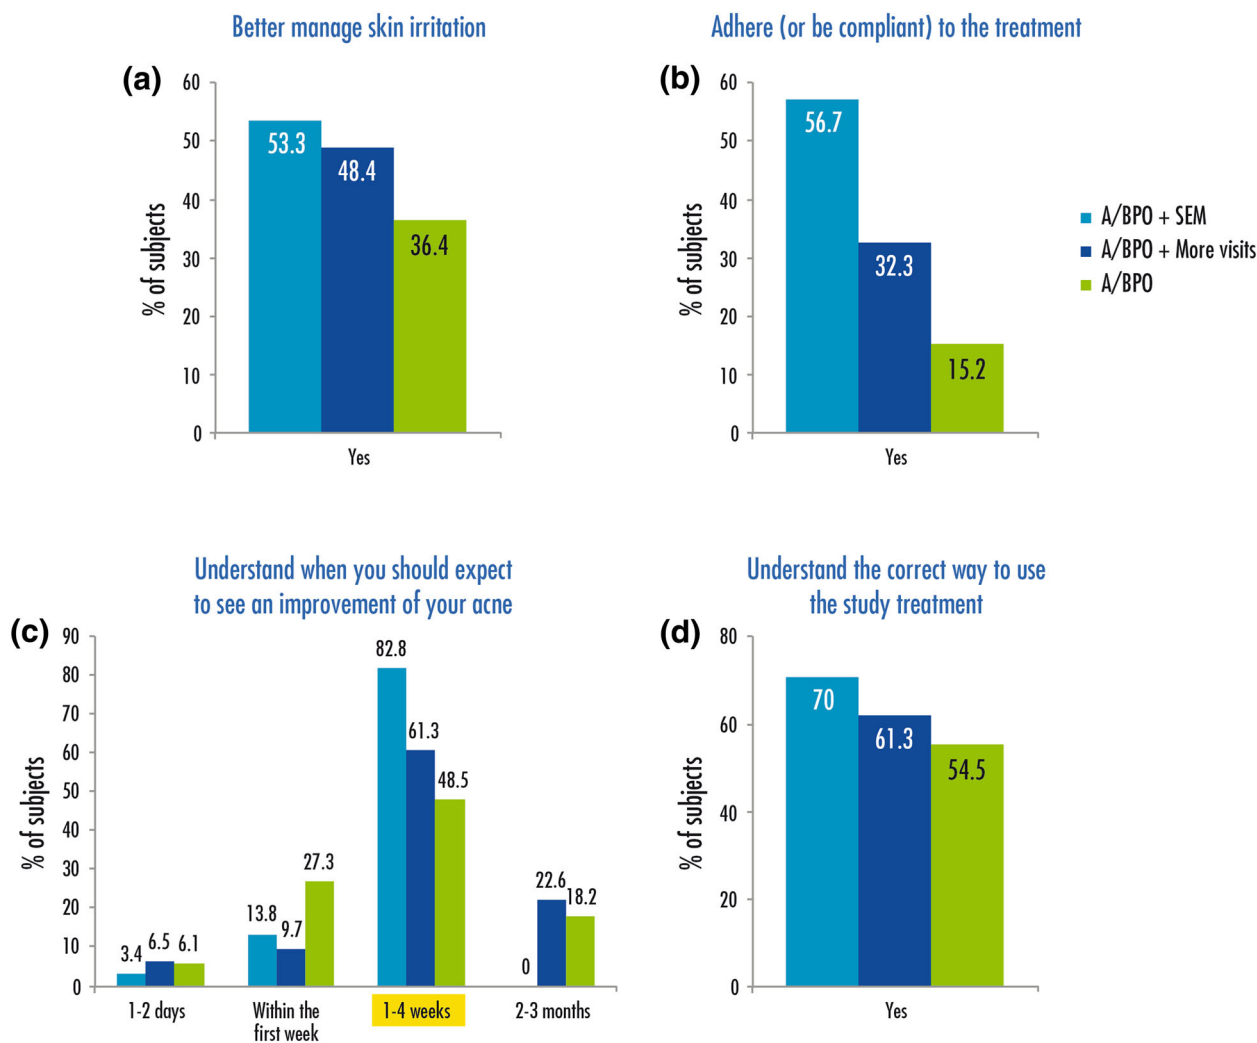 Better manage skin irritation
(a)
% of subjects
60
50
40
30
20
10
0
53.3
48.4
36.4
Yes
Adhere (or be compliant) to the treatment
(b)
% of subjects
60
50
40
30
20
10
0
56.7
32.3
15.2
Yes
A/BPO + SEM
A/BPO + More visits
A/BPO
Understand when you should expect
to see an improvement of your acne
(c)
% of subjects
90
80
70
60
50
40
30
20
10
0
3.4
6.5
6.1
13.8
9.7
27.3
82.8
61.3
48.5
0
22.6
18.2
1-2 days
Within the
first week
1-4 weeks
2-3 months
Understand the correct way to use
the study treatment
(d)
% of subjects
80
60
40
20
0
70
61.3
54.5
Yes